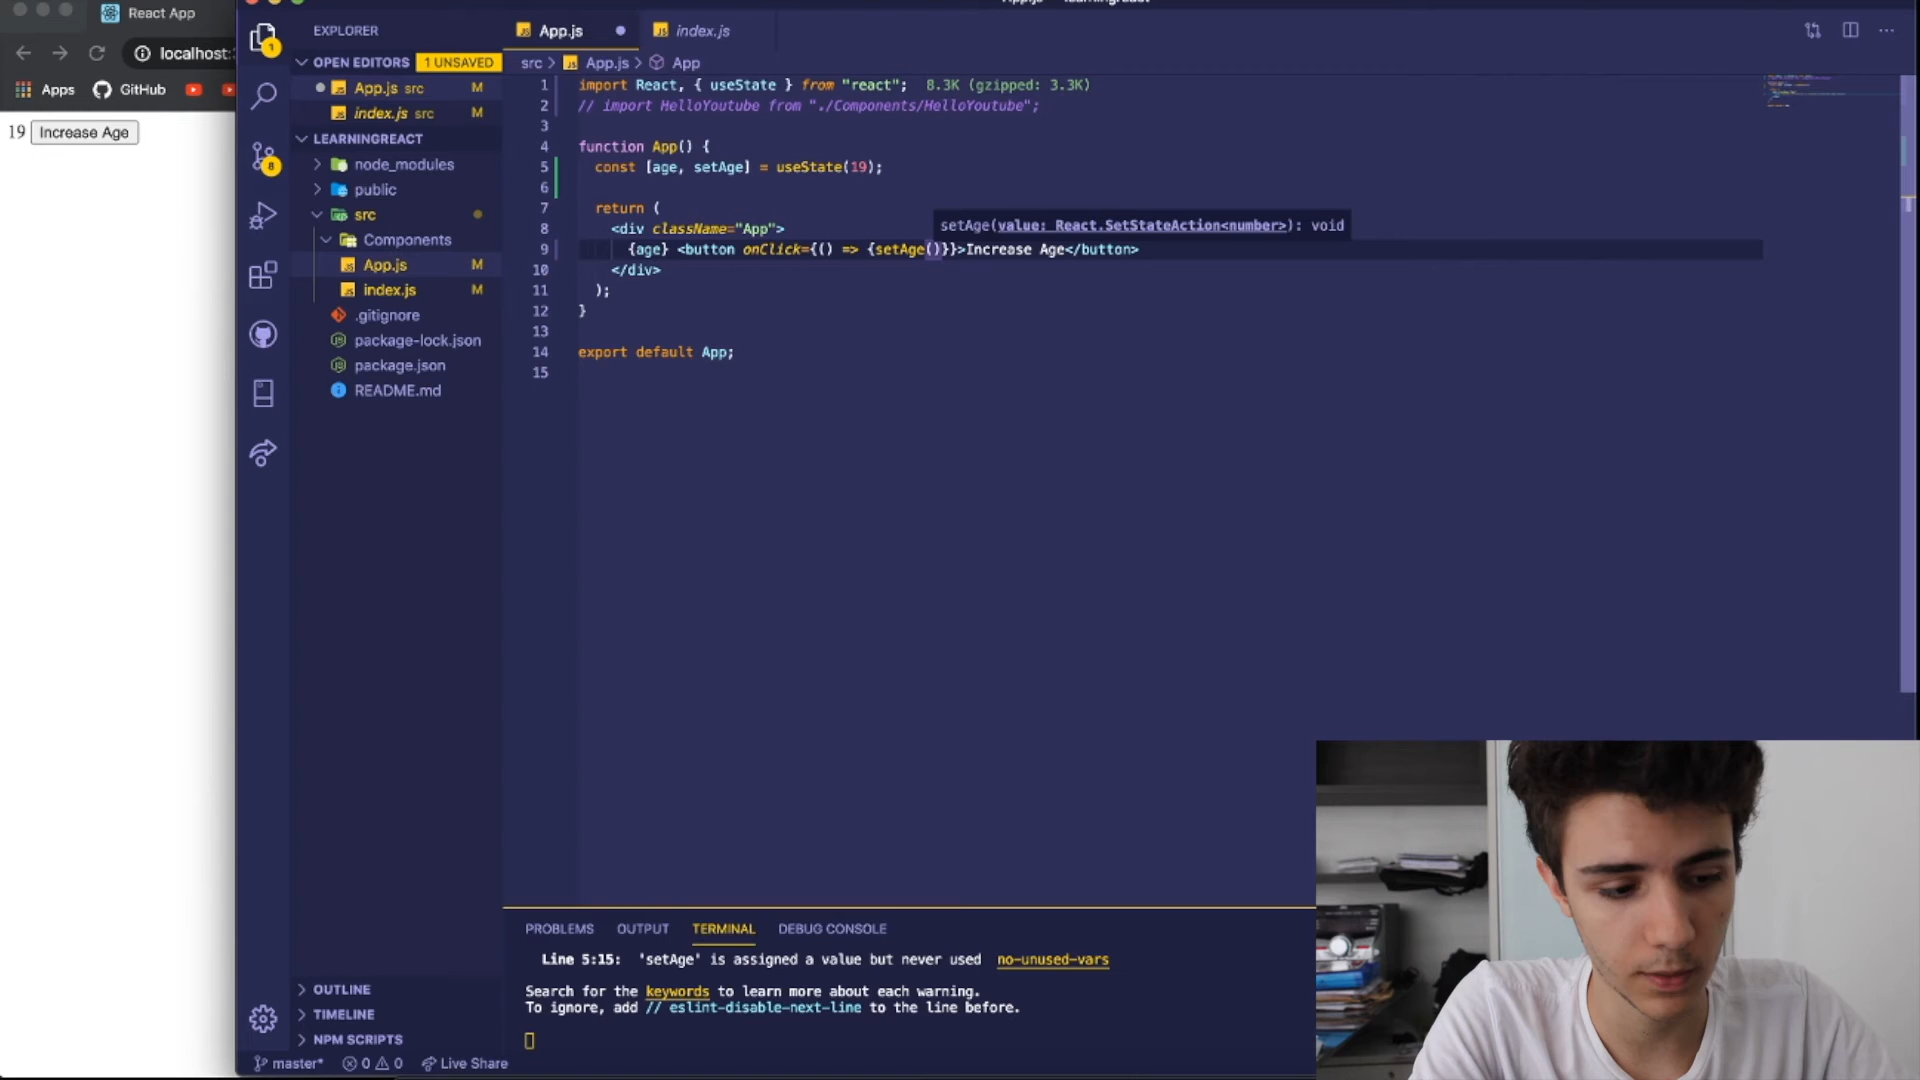 React App
localhost:
Apps GitHub
19 Increase Age
EXPLORER
OPEN EDITORS 1 UNSAVED
App.js src M
index.js src M
LEARNINGREACT
node_modules
public
src
Components
App.js M
index.js M
.gitignore
package-lock.json
package.json
README.md
OUTLINE
TIMELINE
NPM SCRIPTS
1
8
App.js index.js
src > App.js > App
1 import React, { useState } from "react"; 8.3K (gzipped: 3.3K)
2 // import HelloYoutube from "./Components/HelloYoutube";
3
4 function App() {
5 const [age, setAge] = useState(19);
6
7 return (
8 <div className="App">
setAge(value: React.SetStateAction<number>): void
9 {age} <button onClick={() => {setAge()}}>Increase Age</button>
10 </div>
11 );
12 }
13
14 export default App;
15
PROBLEMS OUTPUT TERMINAL DEBUG CONSOLE
Line 5:15: 'setAge' is assigned a value but never used no-unused-vars
Search for the keywords to learn more about each warning.
To ignore, add // eslint-disable-next-line to the line before.
master* 0 0 Live Share